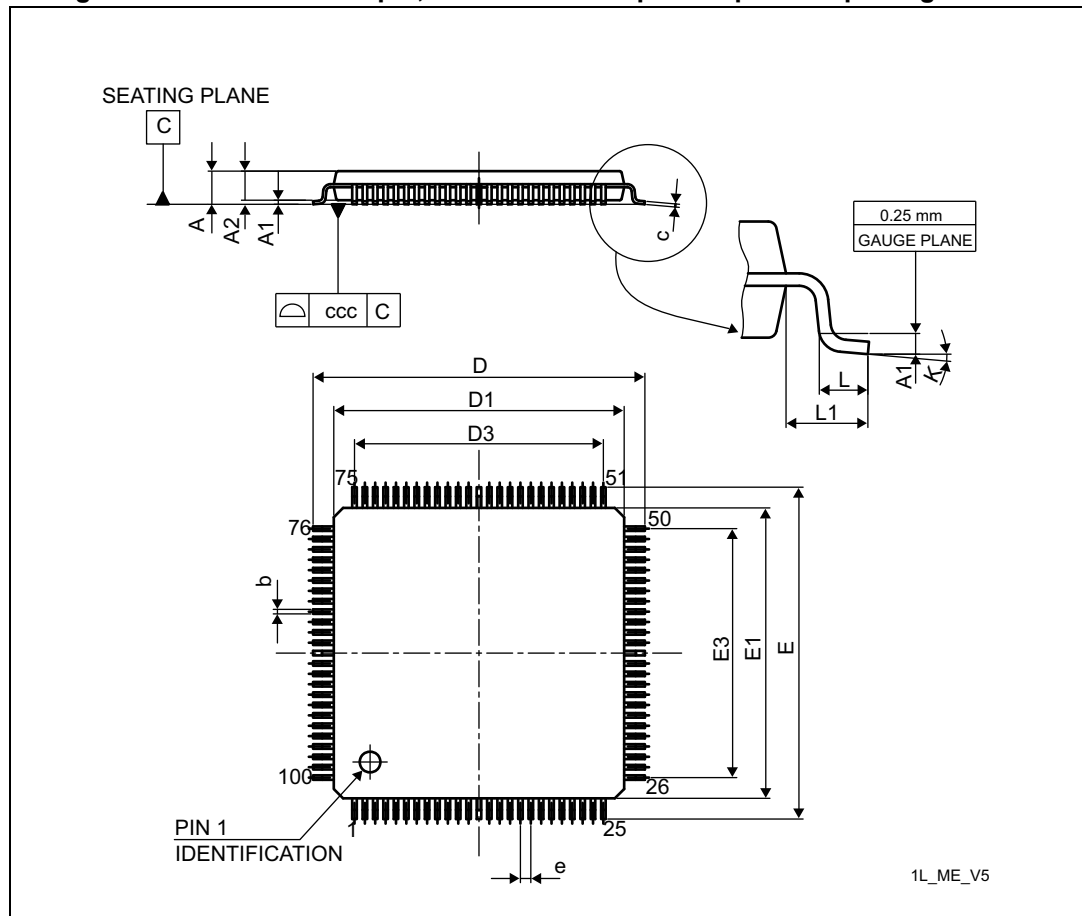 SEATING PLANE
C
A
A2
A1
c
ccc C
0.25 mm
GAUGE PLANE
A1
K
L
L1
D
D1
D3
75
51
76
50
b
E3
E1
E
100
26
PIN 1
IDENTIFICATION
1
25
e
1L_ME_V5